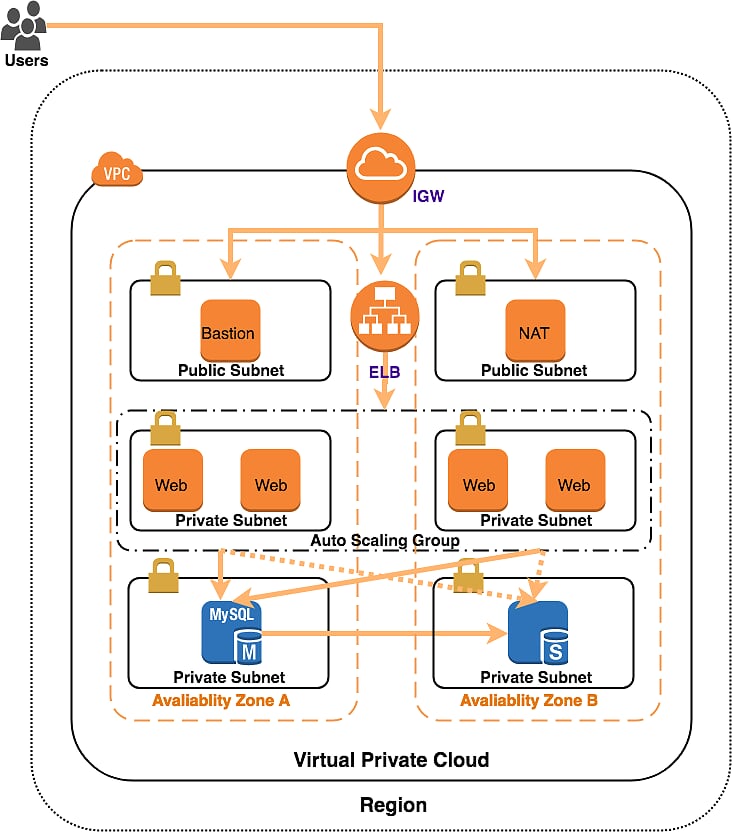 Users
VPC
IGW
Bastion
Public Subnet
NAT
Public Subnet
ELB
Web
Web
Private Subnet
Web
Web
Private Subnet
Auto Scaling Group
MySQL
M
Private Subnet
S
Private Subnet
Avaliablity Zone A
Avaliablity Zone B
Virtual Private Cloud
Region